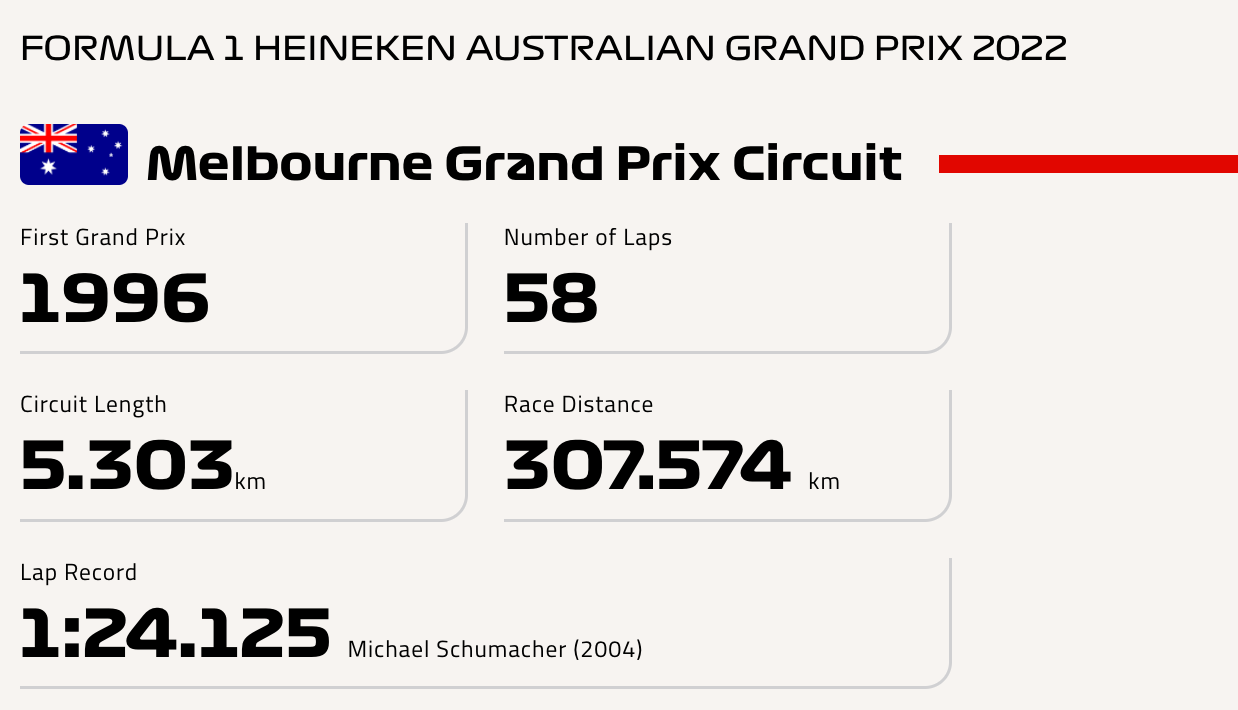 FORMULA 1 HEINEKEN AUSTRALIAN GRAND PRIX 2022
Melbourne Grand Prix Circuit
First Grand Prix
1996
Number of Laps
58
Circuit Length
5.303km
Race Distance
307.574 km
Lap Record
1:24.125 Michael Schumacher (2004)